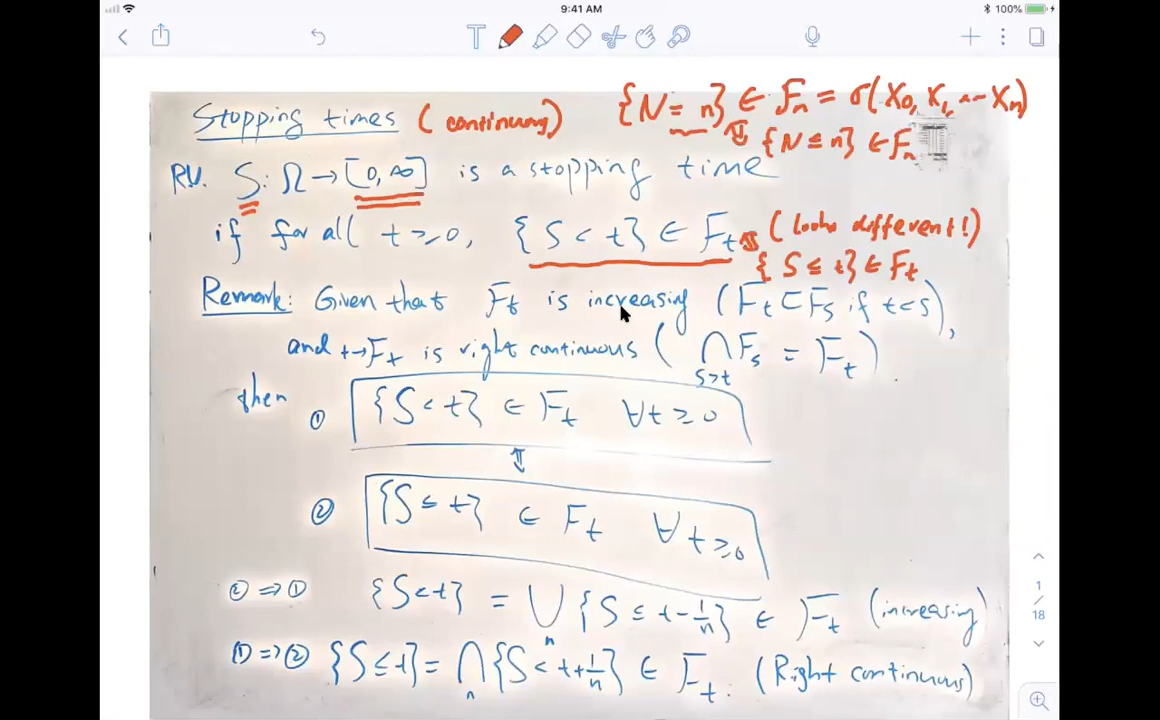 9:41 AM
100%
T
Stopping times (continuous) {N = n} ∈ Fn = σ(X0, X1, ... Xn)
⇕ {N ≤ n} ∈ Fn
RV. S: Ω → [0, ∞] is a stopping time
if for all t ≥ 0, {S < t} ∈ Ft ⇕ (looks different!)
{S ≤ t} ∈ Ft
Remark: Given that Ft is increasing (Ft ⊂ Fs if t < s),
and t→Ft is right continuous (∩ Fs = Ft)
s>t
then
① {S < t} ∈ Ft ∀t ≥ 0
⇕
② {S ≤ t} ∈ Ft ∀t ≥ 0
② ⇒ ① {S < t} = ∪n {S ≤ t - 1/n} ∈ Ft (increasing)
① ⇒ ② {S ≤ t} = ∩n {S < t + 1/n} ∈ Ft. (Right continuous)
1
/
18